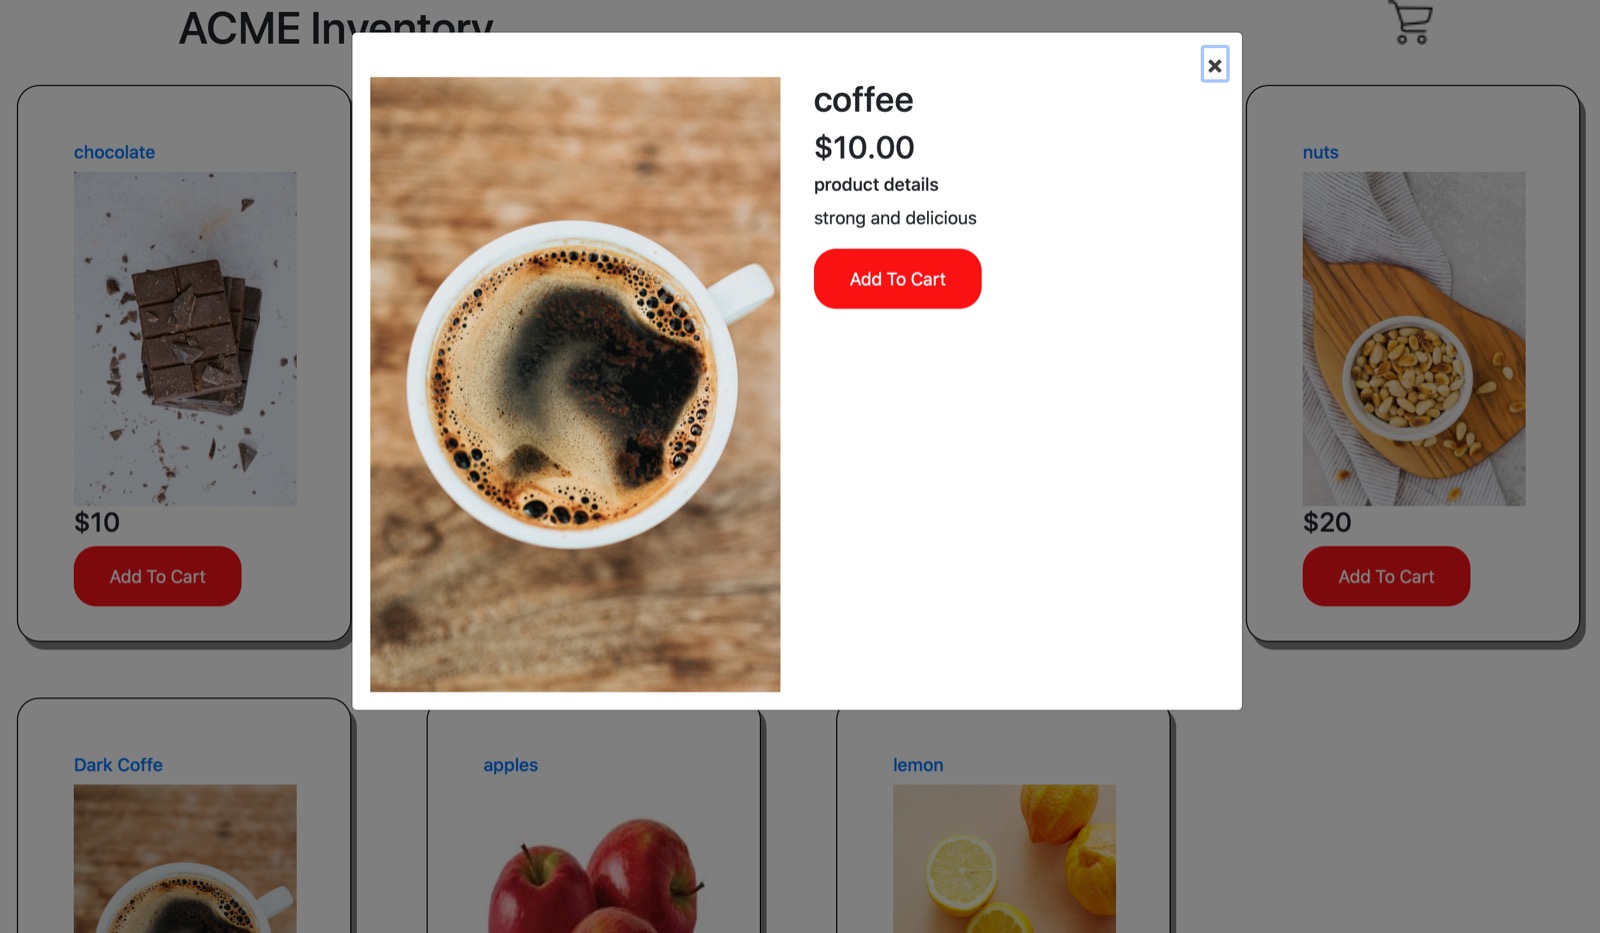 ACME Inventory
×
coffee
$10.00
product details
strong and delicious
Add To Cart
chocolate
$10
Add To Cart
nuts
$20
Add To Cart
Dark Coffe
apples
lemon